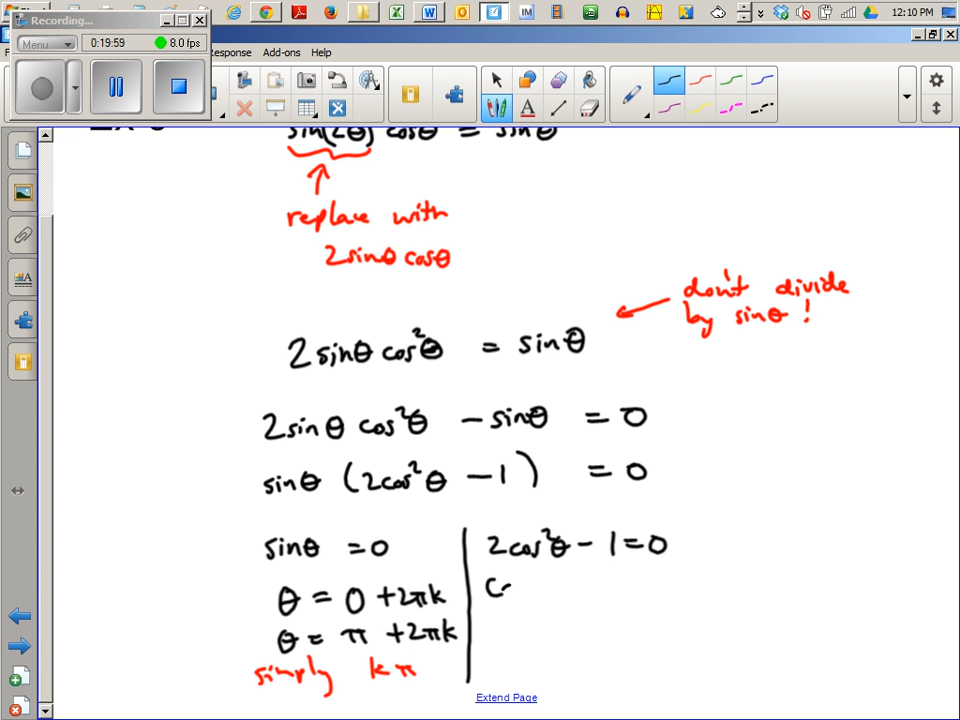 Recording...
12:10 PM
Menu
0:19:59
8.0 fps
Response Add-ons Help
sin(2θ) cosθ = sinθ
replace with
2sinθ cosθ
don't divide
by sinθ !
2sinθ cos²θ = sinθ
2sinθ cos²θ - sinθ = 0
sinθ (2cos²θ - 1) = 0
sinθ = 0
2cos²θ - 1 = 0
θ = 0 + 2πk
θ = π + 2πk
simply kπ
Extend Page